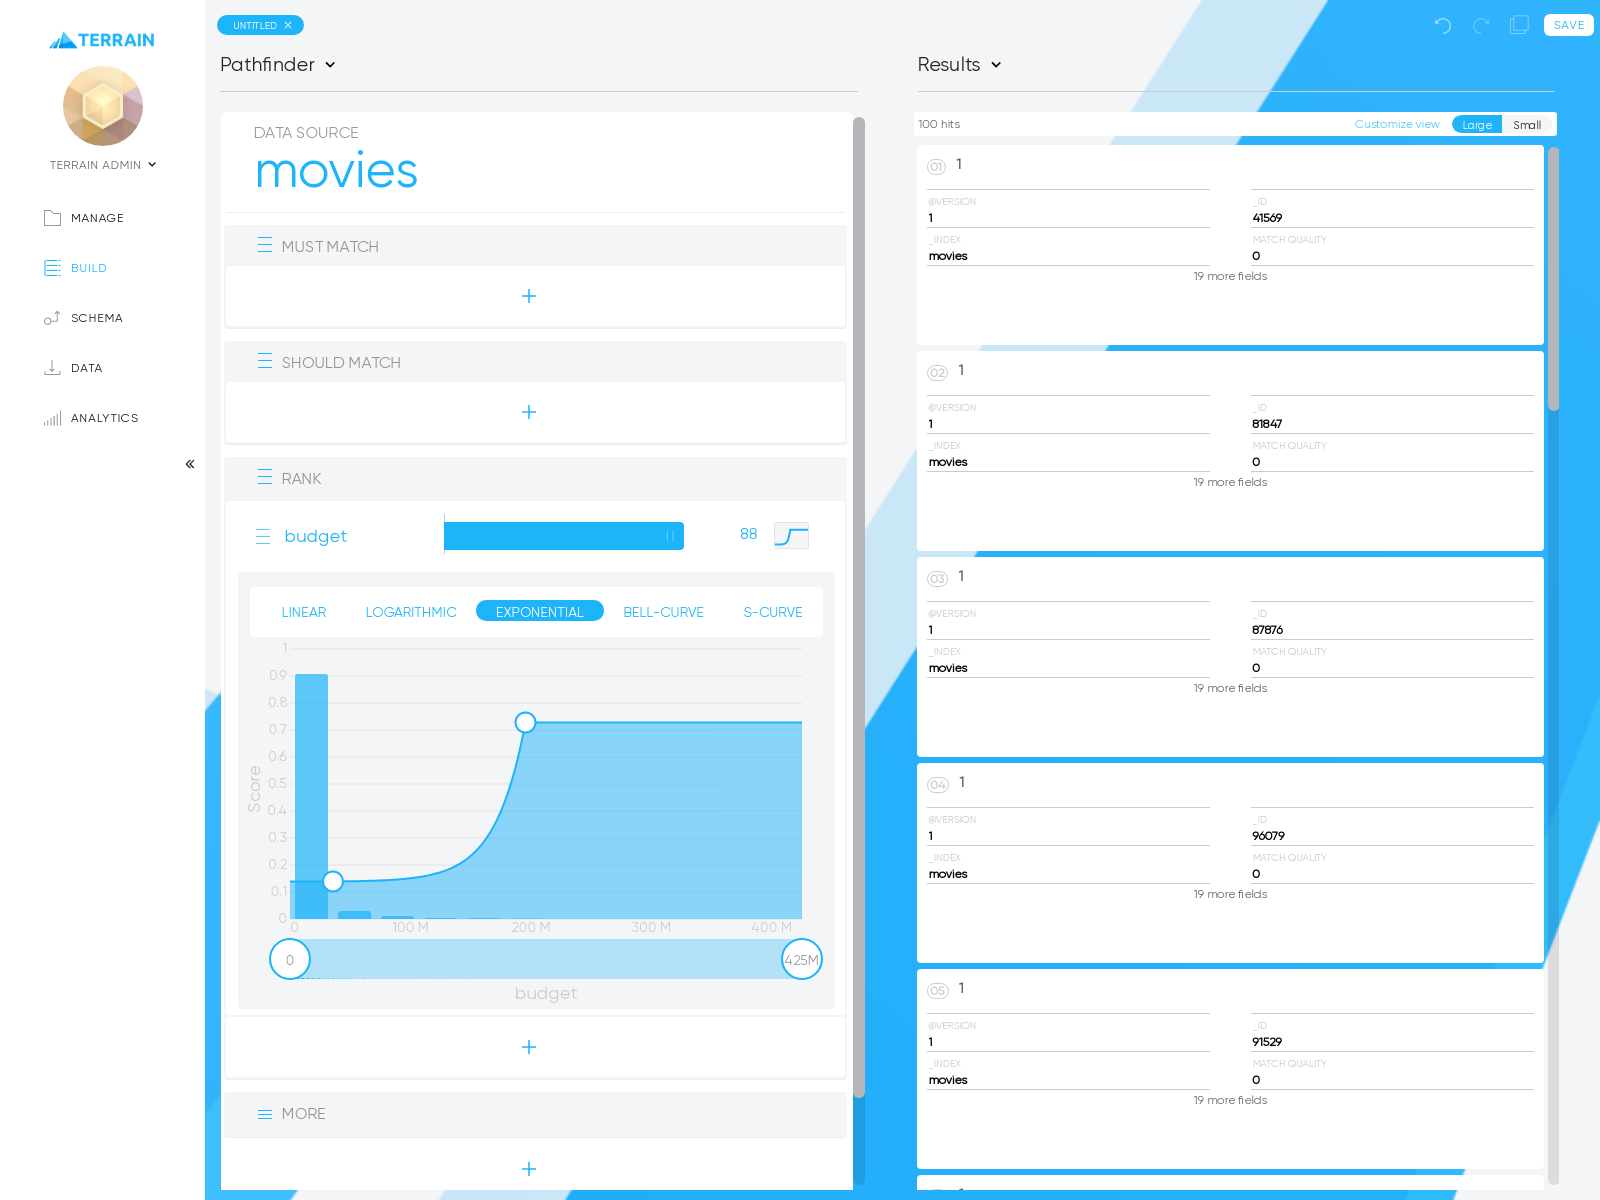 TERRAIN
TERRAIN ADMIN
MANAGE
BUILD
SCHEMA
DATA
ANALYTICS
UNTITLED
Pathfinder
DATA SOURCE
movies
MUST MATCH
SHOULD MATCH
RANK
budget
88
LINEAR LOGARITHMIC EXPONENTIAL BELL-CURVE S-CURVE
1
0.9
0.8
0.7
0.6
0.5
0.4
0.3
0.2
0.1
0
Score
0 100 M 200 M 300 M 400 M
0 425M
budget
MORE
SAVE
Results
100 hits Customize view Large Small
01 1
@VERSION _ID
1 41569
_INDEX MATCH QUALITY
movies 0
19 more fields
02 1
@VERSION _ID
1 81847
_INDEX MATCH QUALITY
movies 0
19 more fields
03 1
@VERSION _ID
1 87876
_INDEX MATCH QUALITY
movies 0
19 more fields
04 1
@VERSION _ID
1 96079
_INDEX MATCH QUALITY
movies 0
19 more fields
05 1
@VERSION _ID
1 91529
_INDEX MATCH QUALITY
movies 0
19 more fields